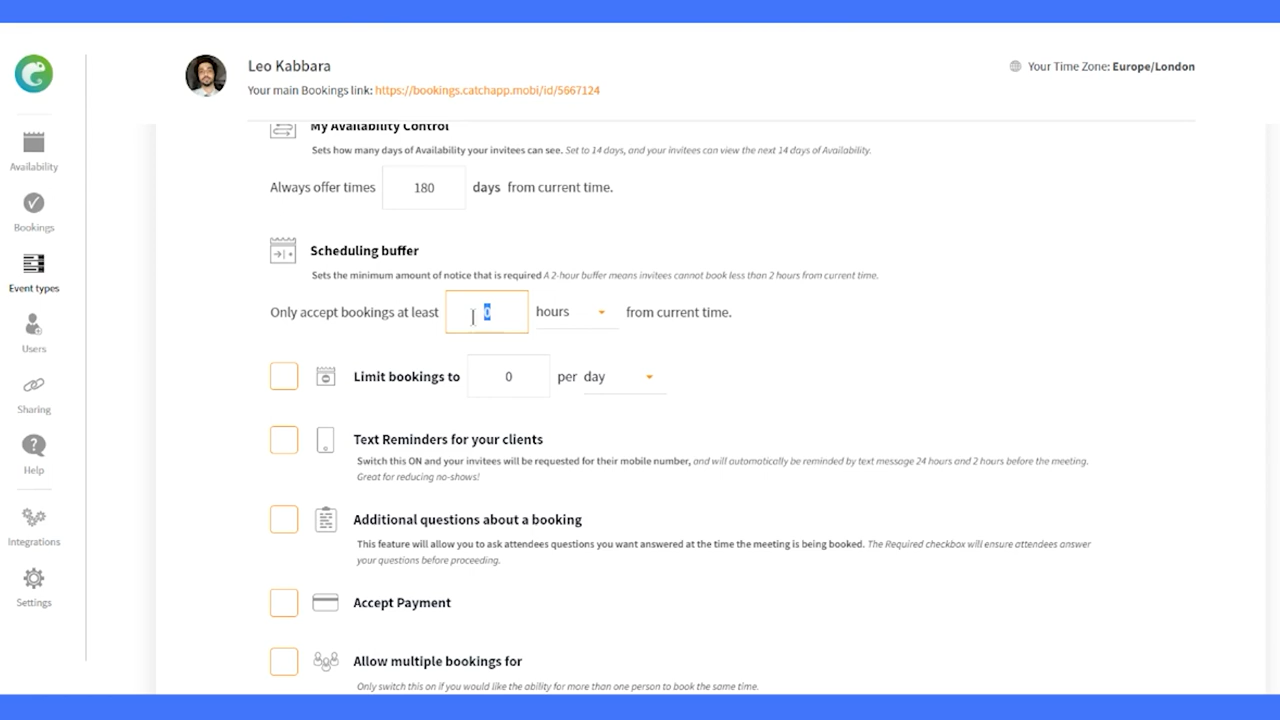 Leo Kabbara
Your main Bookings link: https://bookings.catchapp.mobi/id/5667124
Your Time Zone: Europe/London
Availability
Bookings
Event types
Users
Sharing
Help
Integrations
Settings
My Availability Control
Sets how many days of Availability your invitees can see. Set to 14 days, and your invitees can view the next 14 days of Availability.
Always offer times 180 days from current time.
Scheduling buffer
Sets the minimum amount of notice that is required A 2-hour buffer means invitees cannot book less than 2 hours from current time.
Only accept bookings at least 0 hours from current time.
Limit bookings to 0 per day
Text Reminders for your clients
Switch this ON and your invitees will be requested for their mobile number, and will automatically be reminded by text message 24 hours and 2 hours before the meeting.
Great for reducing no-shows!
Additional questions about a booking
This feature will allow you to ask attendees questions you want answered at the time the meeting is being booked. The Required checkbox will ensure attendees answer
your questions before proceeding.
Accept Payment
Allow multiple bookings for
Only switch this on if you would like the ability for more than one person to book the same time.